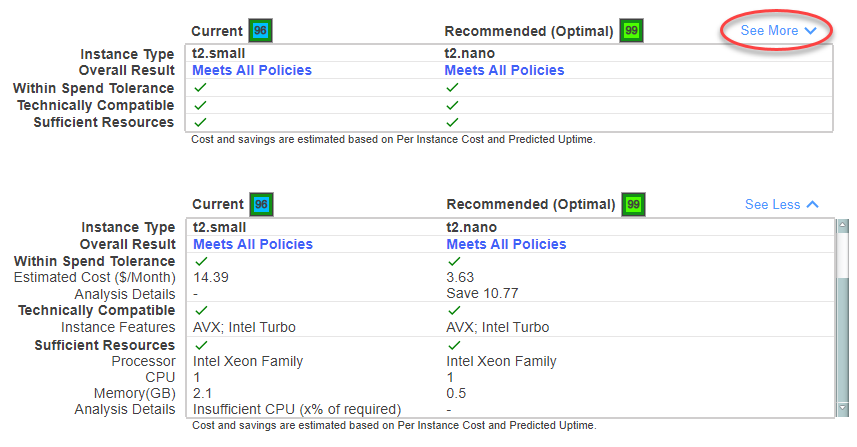 Current 96 Recommended (Optimal) 99 See More
Instance Type t2.small t2.nano
Overall Result Meets All Policies Meets All Policies
Within Spend Tolerance
Technically Compatible
Sufficient Resources
Cost and savings are estimated based on Per Instance Cost and Predicted Uptime.
Current 96 Recommended (Optimal) 99 See Less
Instance Type t2.small t2.nano
Overall Result Meets All Policies Meets All Policies
Within Spend Tolerance
Estimated Cost ($/Month) 14.39 3.63
Analysis Details - Save 10.77
Technically Compatible
Instance Features AVX; Intel Turbo AVX; Intel Turbo
Sufficient Resources
Processor Intel Xeon Family Intel Xeon Family
CPU 1 1
Memory(GB) 2.1 0.5
Analysis Details Insufficient CPU (x% of required) -
Cost and savings are estimated based on Per Instance Cost and Predicted Uptime.